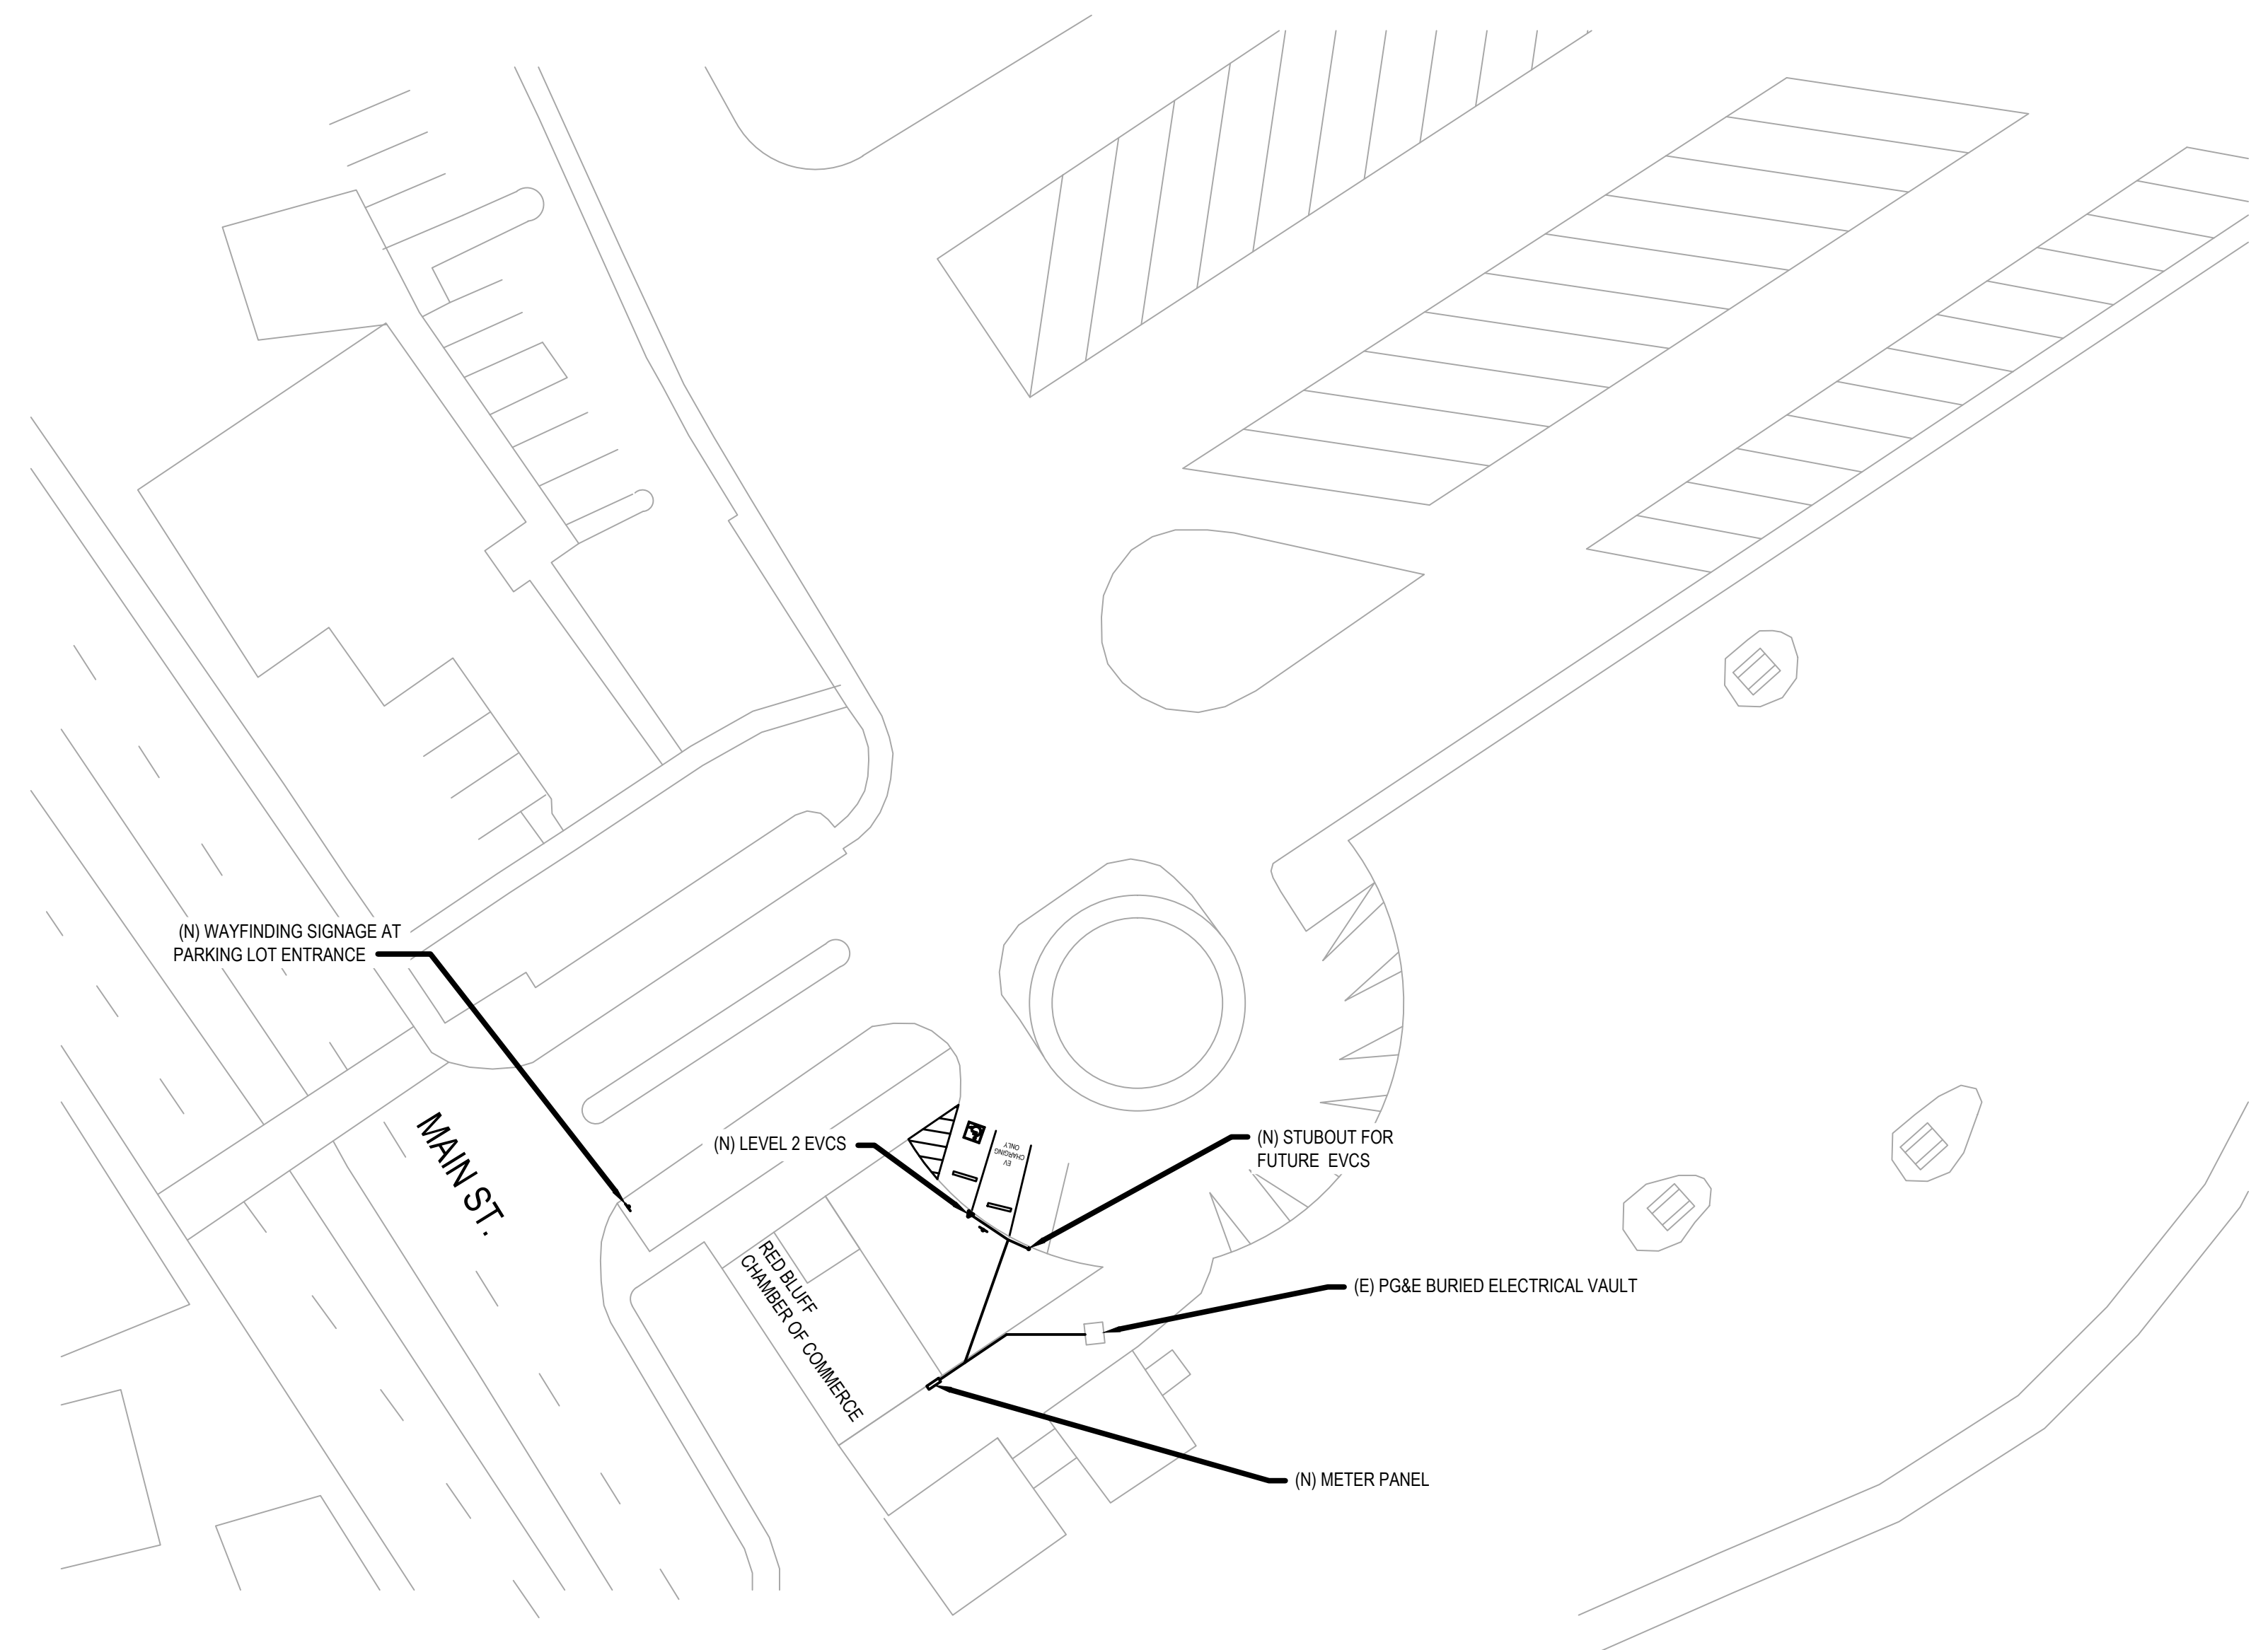 (N) WAYFINDING SIGNAGE AT
PARKING LOT ENTRANCE
MAIN ST.
(N) LEVEL 2 EVCS
EV
CHARGING
ONLY
(N) STUBOUT FOR
FUTURE EVCS
RED BLUFF
CHAMBER OF COMMERCE
(E) PG&E BURIED ELECTRICAL VAULT
(N) METER PANEL